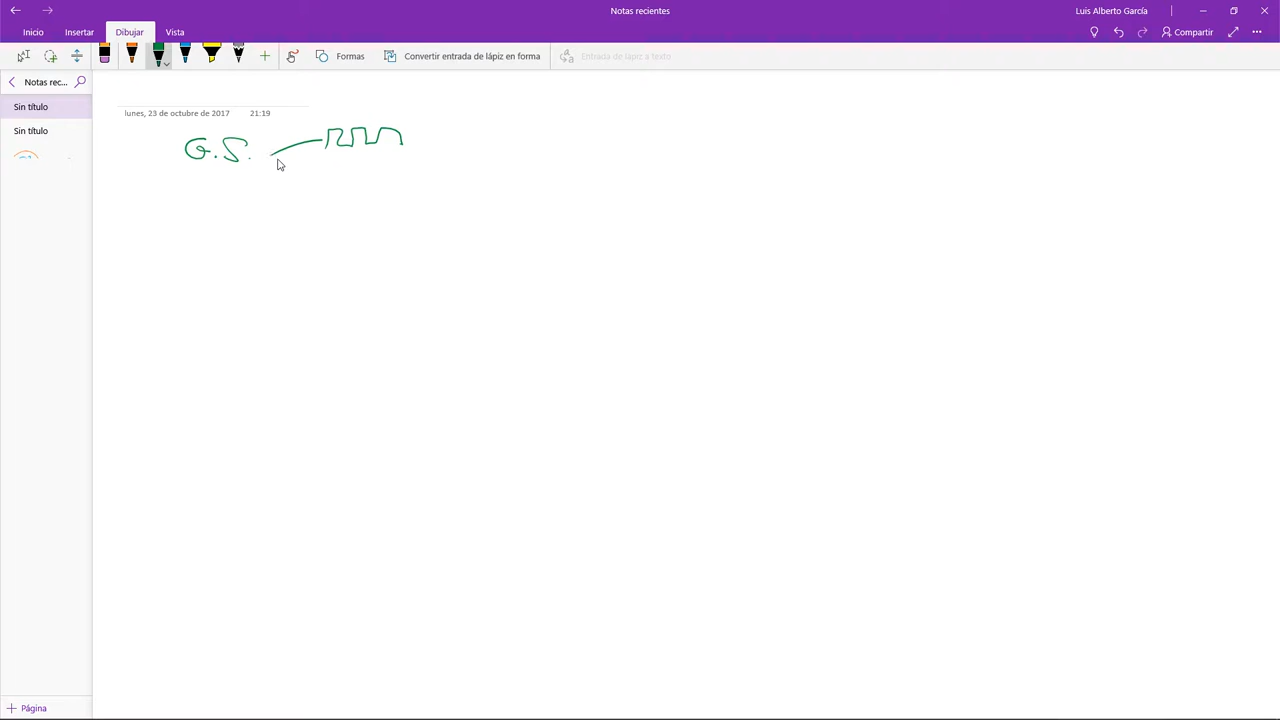 Notas recientes
Luis Alberto García
Inicio Insertar Dibujar Vista
Compartir
Formas Convertir entrada de lápiz en forma Entrada de lápiz a texto
Notas rec...
Sin título
Sin título
lunes, 23 de octubre de 2017 21:19
G.S.
Página